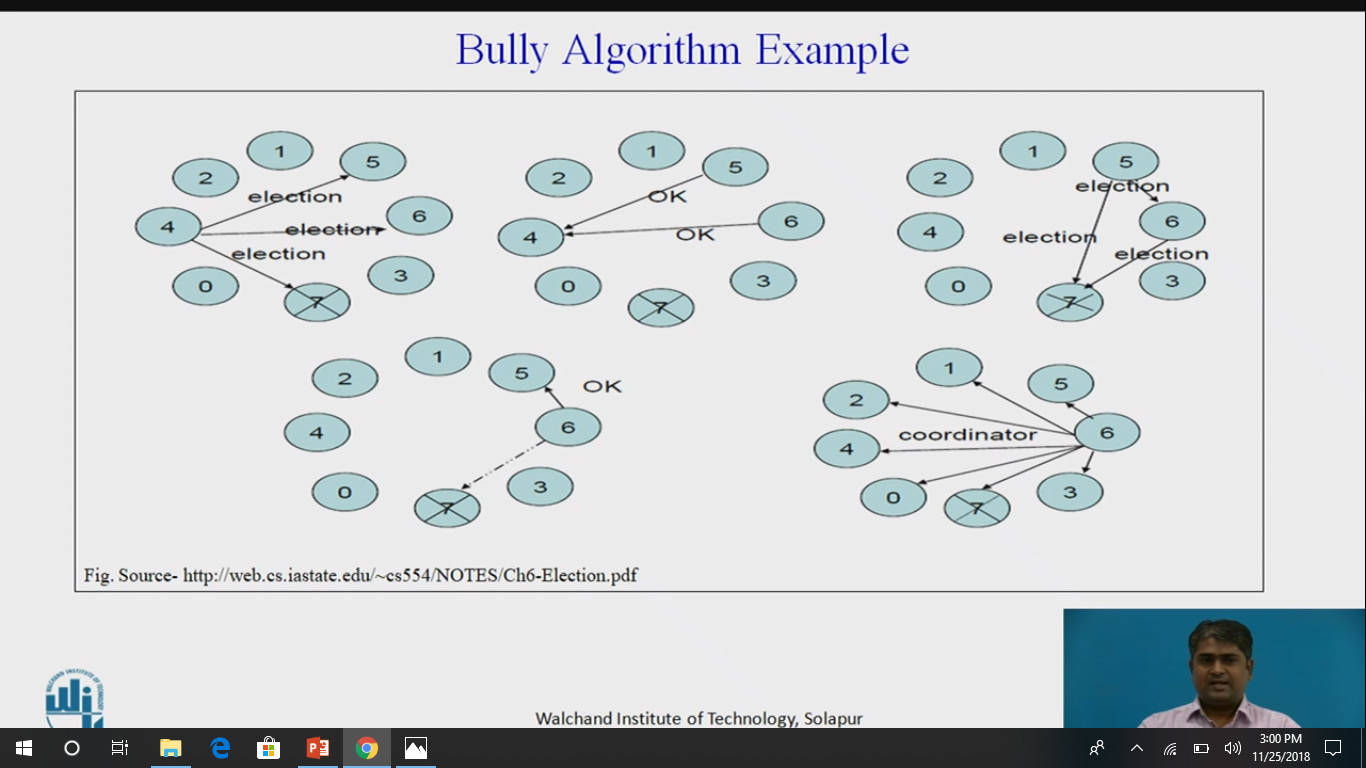 Bully Algorithm Example
1
2
5
election
4
6
election
election
3
0
7
1
2
5
OK
4
6
OK
0
3
7
1
5
2
election
4
6
election
election
0
3
7
1
2
5
OK
4
6
0
3
7
1
5
2
4
coordinator
6
0
7
3
Fig. Source- http://web.cs.iastate.edu/~cs554/NOTES/Ch6-Election.pdf
WALCHAND INSTITUTE OF TECHNOLOGY
Walchand Institute of Technology, Solapur
3:00 PM
11/25/2018